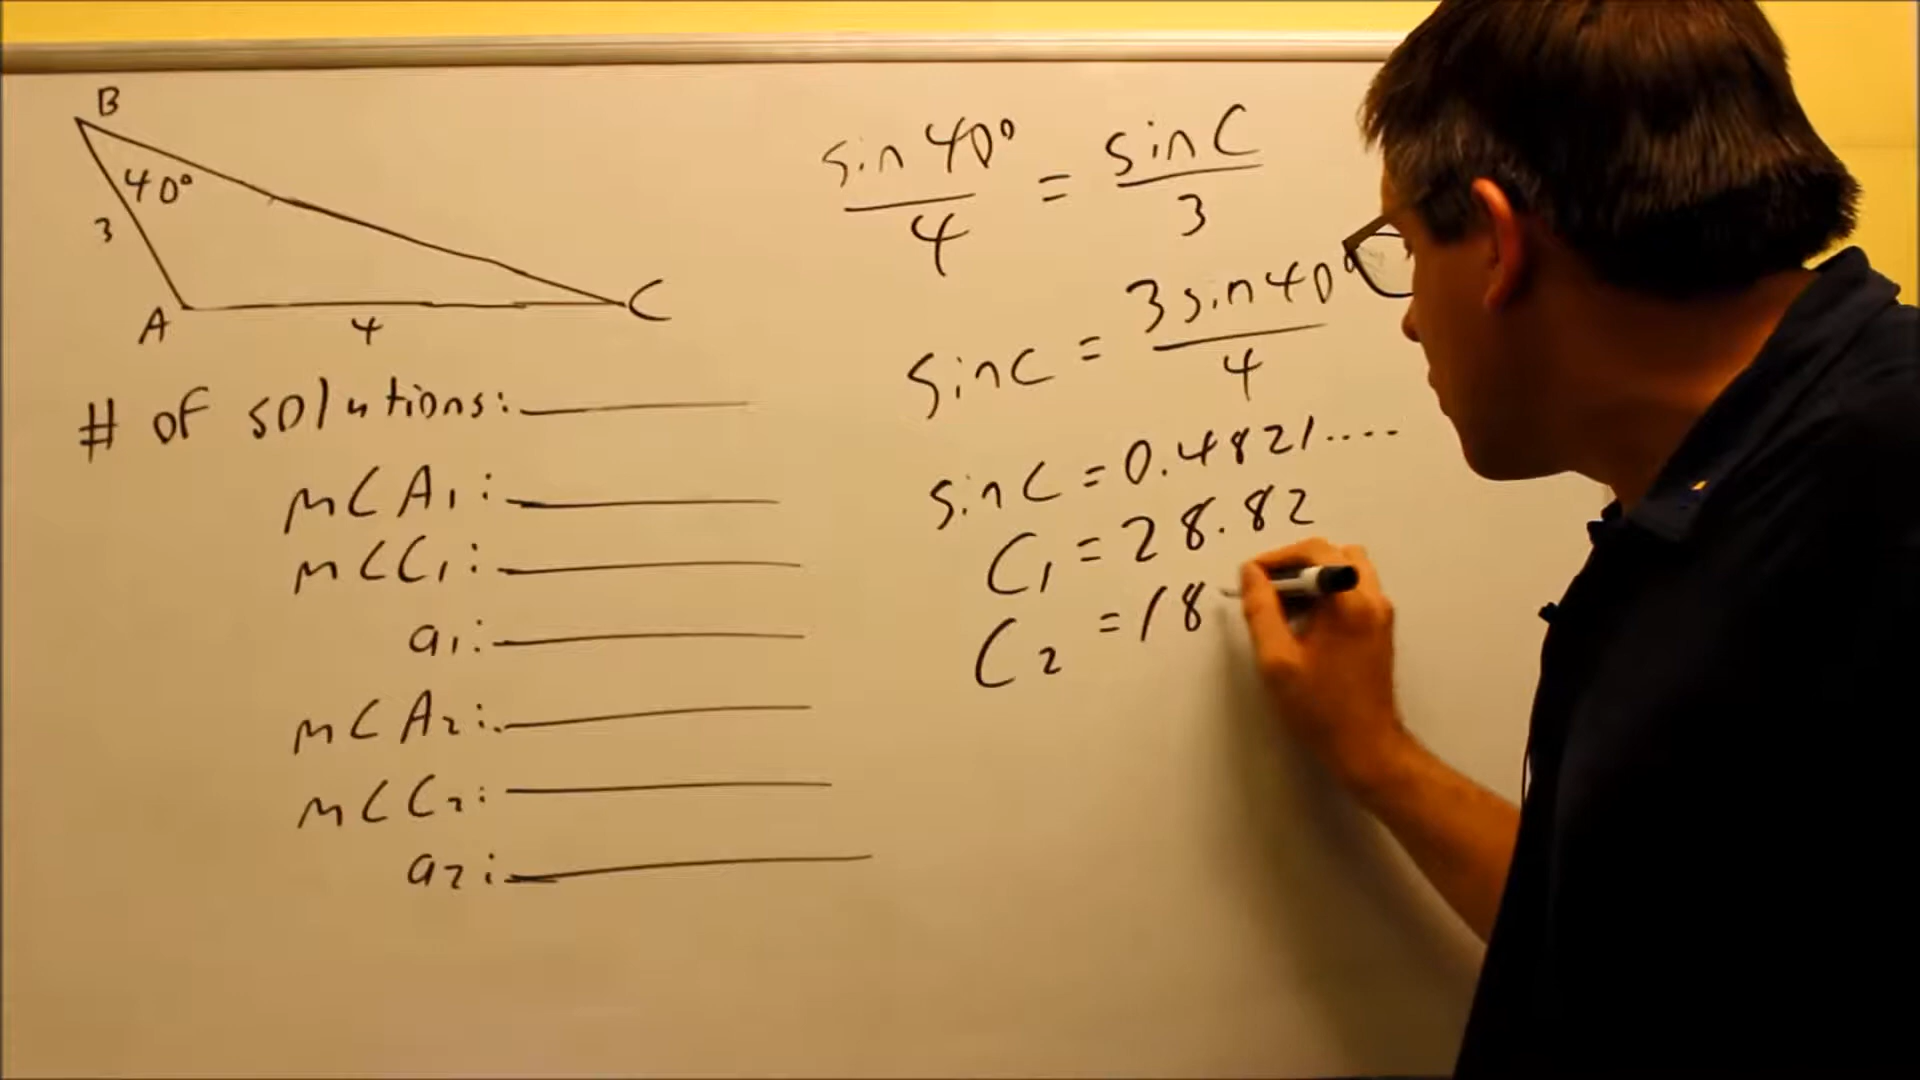 B
40°
3
A
4
C
# of solutions:
m∠A₁:
m∠C₁:
a₁:
m∠A₂:
m∠C₂:
a₂:
sin 40° / 4 = sin C / 3
sin C = 3 sin 40° / 4
sin C = 0.4821....
C₁ = 28.82
C₂ = 18